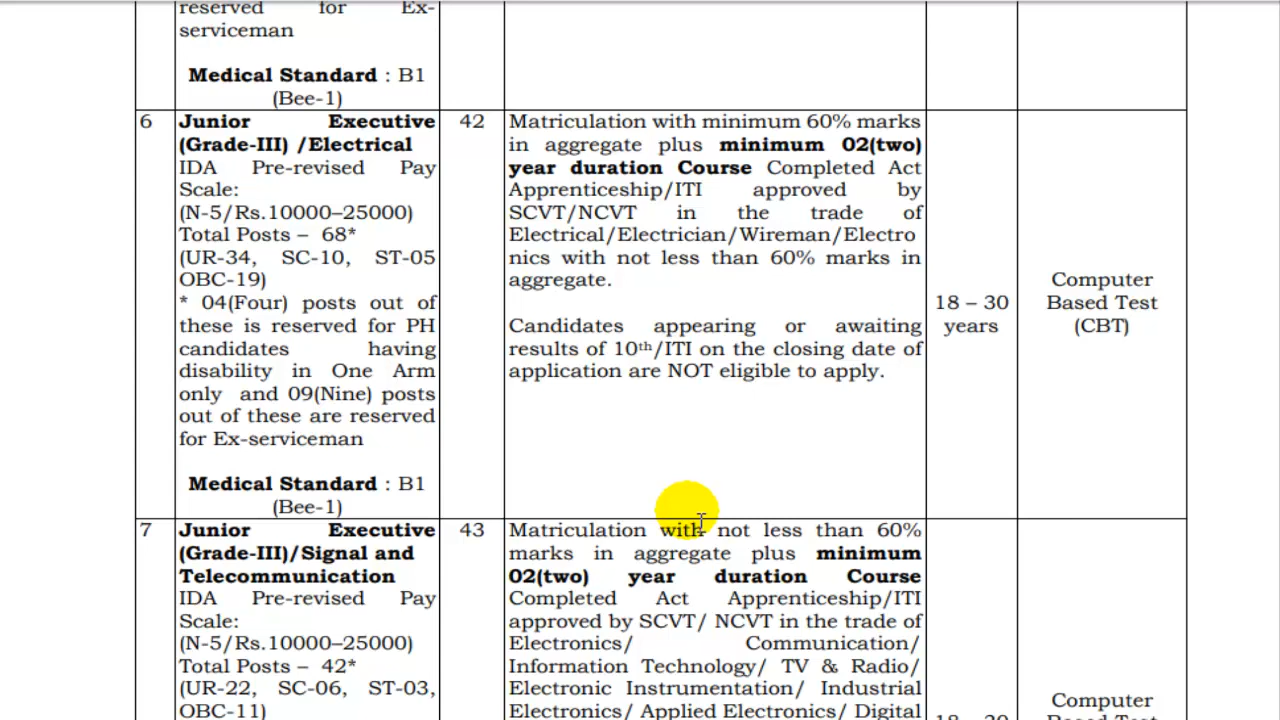 reserved for Ex-
serviceman
Medical Standard : B1
(Bee-1)
6
Junior Executive
(Grade-III) /Electrical
IDA Pre-revised Pay
Scale:
(N-5/Rs.10000–25000)
Total Posts – 68*
(UR-34, SC-10, ST-05
OBC-19)
* 04(Four) posts out of
these is reserved for PH
candidates having
disability in One Arm
only and 09(Nine) posts
out of these are reserved
for Ex-serviceman
Medical Standard : B1
(Bee-1)
42
Matriculation with minimum 60% marks
in aggregate plus minimum 02(two)
year duration Course Completed Act
Apprenticeship/ITI approved by
SCVT/NCVT in the trade of
Electrical/Electrician/Wireman/Electro
nics with not less than 60% marks in
aggregate.
Candidates appearing or awaiting
results of 10th/ITI on the closing date of
application are NOT eligible to apply.
18 – 30
years
Computer
Based Test
(CBT)
7
Junior Executive
(Grade-III)/Signal and
Telecommunication
IDA Pre-revised Pay
Scale:
(N-5/Rs.10000–25000)
Total Posts – 42*
(UR-22, SC-06, ST-03,
OBC-11)
43
Matriculation with not less than 60%
marks in aggregate plus minimum
02(two) year duration Course
Completed Act Apprenticeship/ITI
approved by SCVT/ NCVT in the trade of
Electronics/ Communication/
Information Technology/ TV & Radio/
Electronic Instrumentation/ Industrial
Electronics/ Applied Electronics/ Digital
18 – 30
Computer